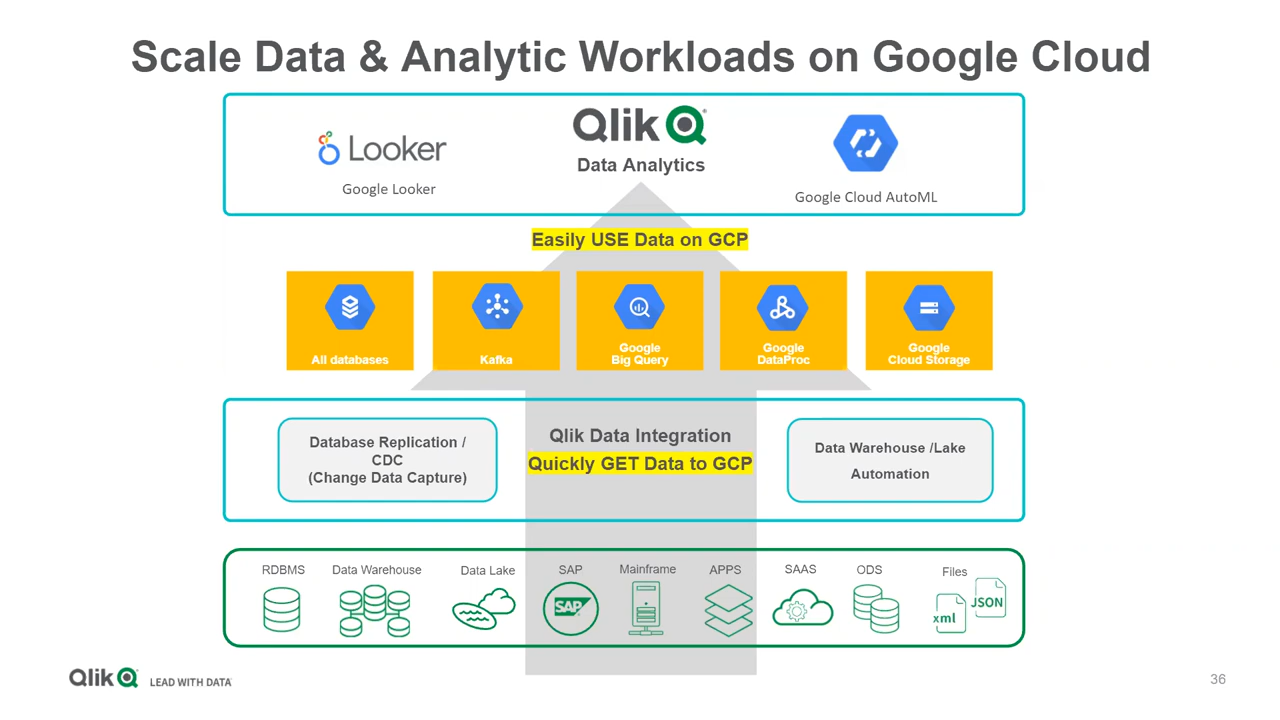 Scale Data & Analytic Workloads on Google Cloud
Looker
Google Looker
Qlik
Data Analytics
Google Cloud AutoML
Easily USE Data on GCP
All databases
Kafka
Google
Big Query
Google
DataProc
Google
Cloud Storage
Database Replication /
CDC
(Change Data Capture)
Qlik Data Integration
Quickly GET Data to GCP
Data Warehouse /Lake
Automation
RDBMS
Data Warehouse
Data Lake
SAP
SAP
Mainframe
APPS
SAAS
ODS
Files
JSON
xml
Qlik
LEAD WITH DATA
36